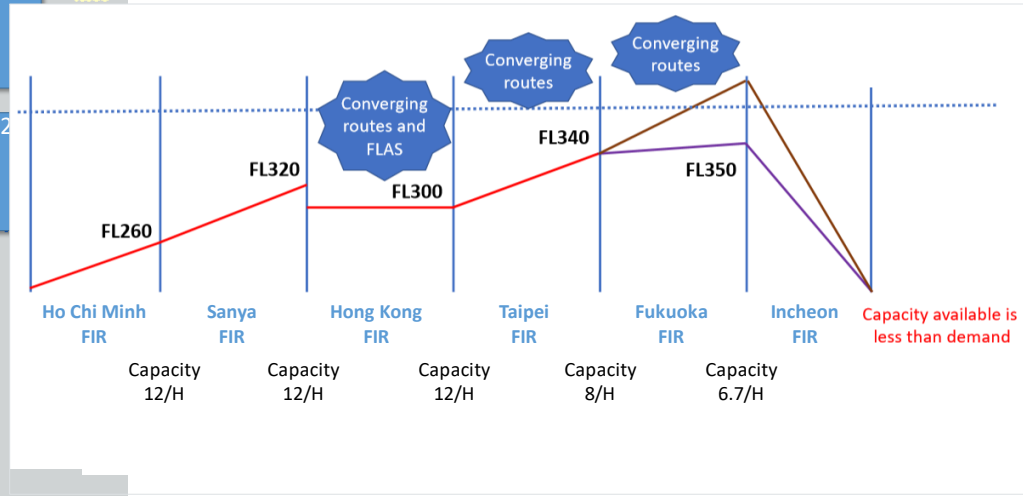 Converging
routes
Converging
routes
Converging
routes and
FLAS
2
FL340
FL320
FL350
FL300
FL260
Ho Chi Minh
FIR
Sanya
FIR
Hong Kong
FIR
Taipei
FIR
Fukuoka
FIR
Incheon
FIR
Capacity available is
less than demand
Capacity
12/H
Capacity
12/H
Capacity
12/H
Capacity
8/H
Capacity
6.7/H